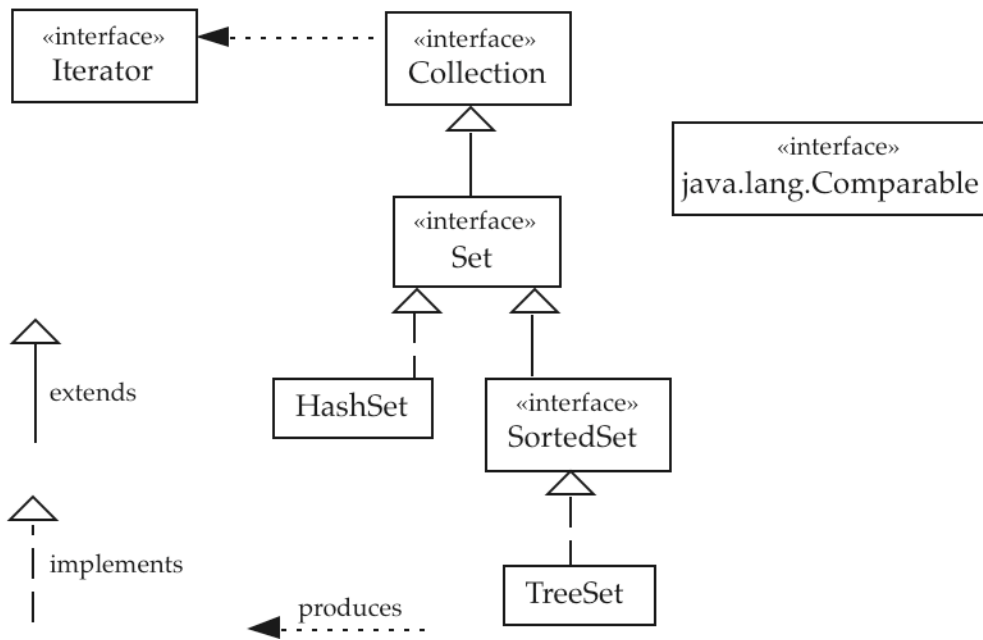 «interface»
Iterator
«interface»
Collection
«interface»
java.lang.Comparable
«interface»
Set
extends
HashSet
«interface»
SortedSet
implements
TreeSet
produces